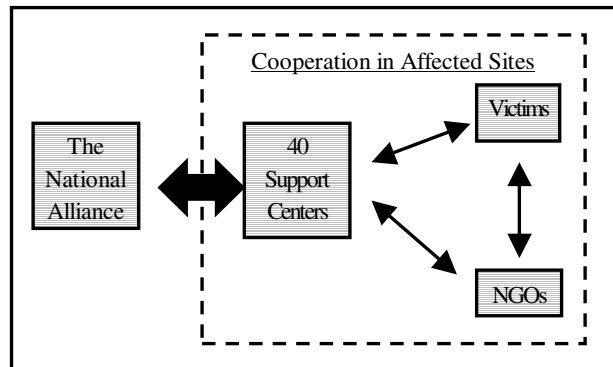 Cooperation in Affected Sites
The
National
Alliance
40
Support
Centers
Victims
NGOs